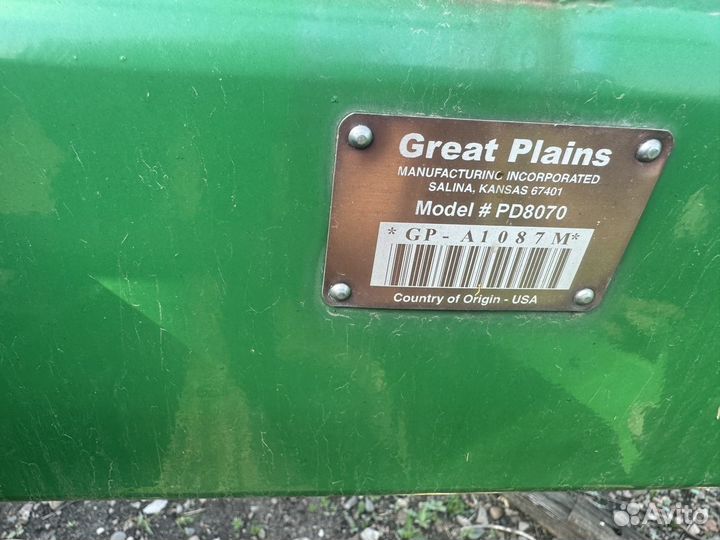 Great Plains
MANUFACTURING INCORPORATED
SALINA, KANSAS 67401
Model # PD8070
*GP-A1087M*
Country of Origin - USA
Avito